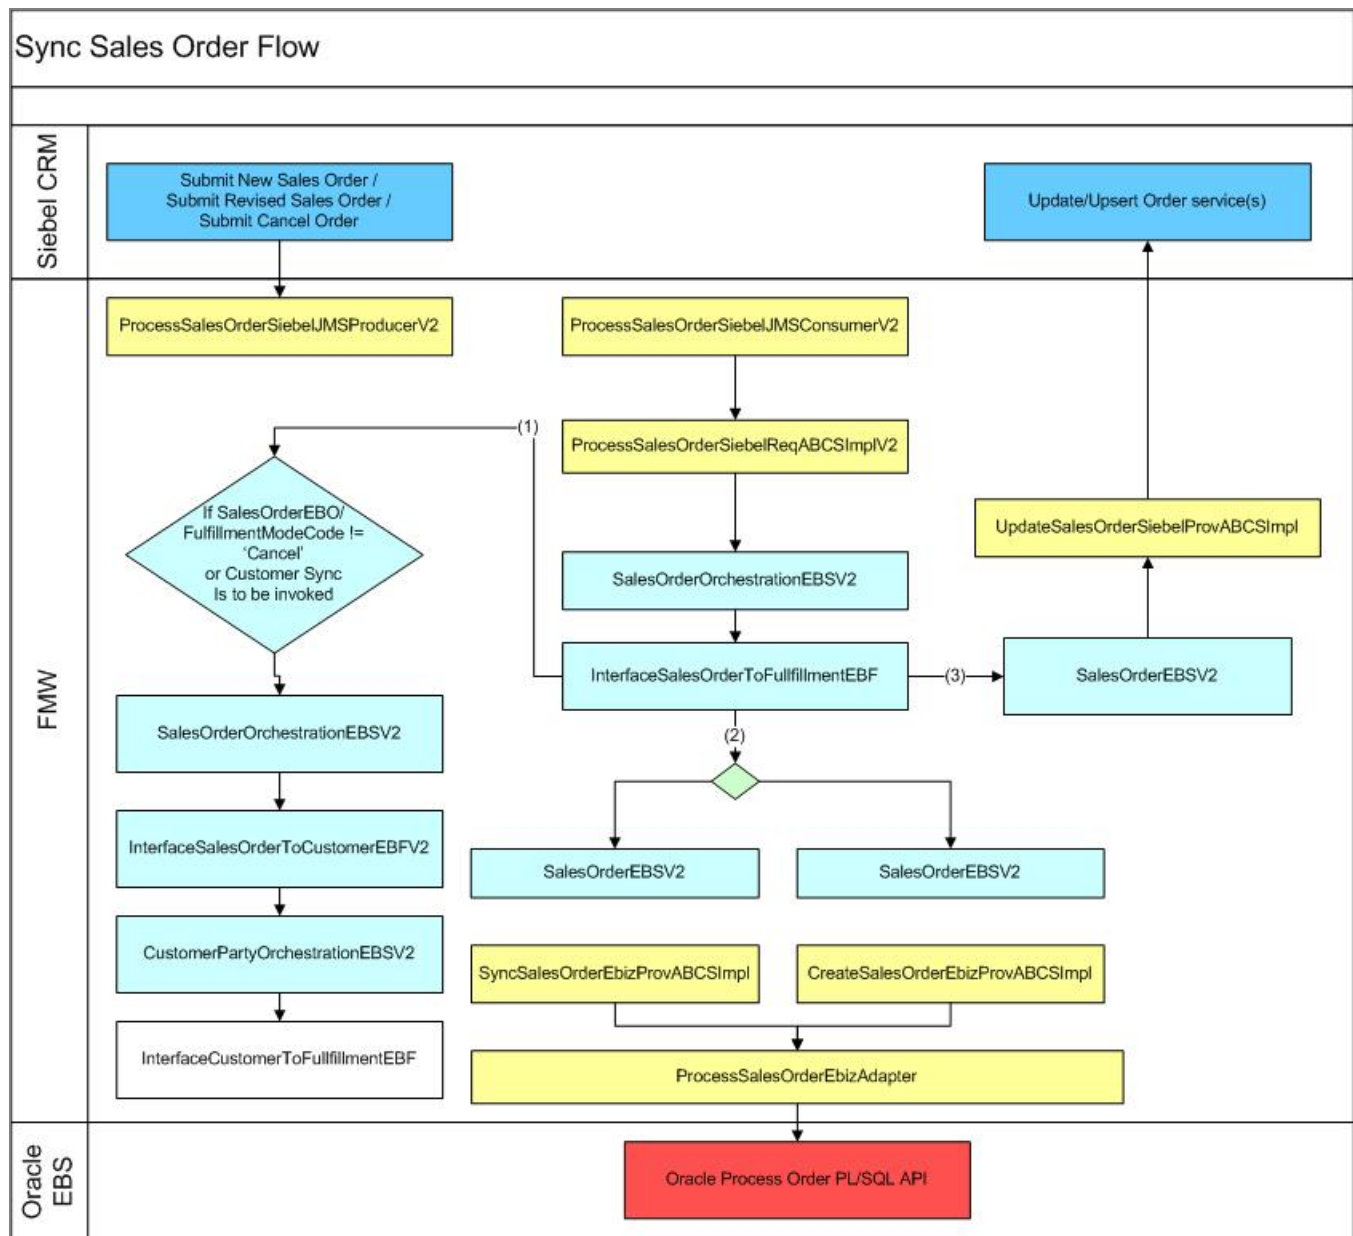 Sync Sales Order Flow
Siebel CRM
Submit New Sales Order /
Submit Revised Sales Order /
Submit Cancel Order
Update/Upsert Order service(s)
FMW
ProcessSalesOrderSiebelJMSProducerV2
ProcessSalesOrderSiebelJMSConsumerV2
(1)
ProcessSalesOrderSiebelReqABCSImplV2
If SalesOrderEBO/
FulfillmentModeCode !=
'Cancel'
or Customer Sync
Is to be invoked
UpdateSalesOrderSiebelProvABCSImpl
SalesOrderOrchestrationEBSV2
InterfaceSalesOrderToFullfillmentEBF
(3)
SalesOrderEBSV2
SalesOrderOrchestrationEBSV2
(2)
InterfaceSalesOrderToCustomerEBFV2
SalesOrderEBSV2
SalesOrderEBSV2
CustomerPartyOrchestrationEBSV2
SyncSalesOrderEbizProvABCSImpl
CreateSalesOrderEbizProvABCSImpl
InterfaceCustomerToFullfillmentEBF
ProcessSalesOrderEbizAdapter
Oracle
EBS
Oracle Process Order PL/SQL API